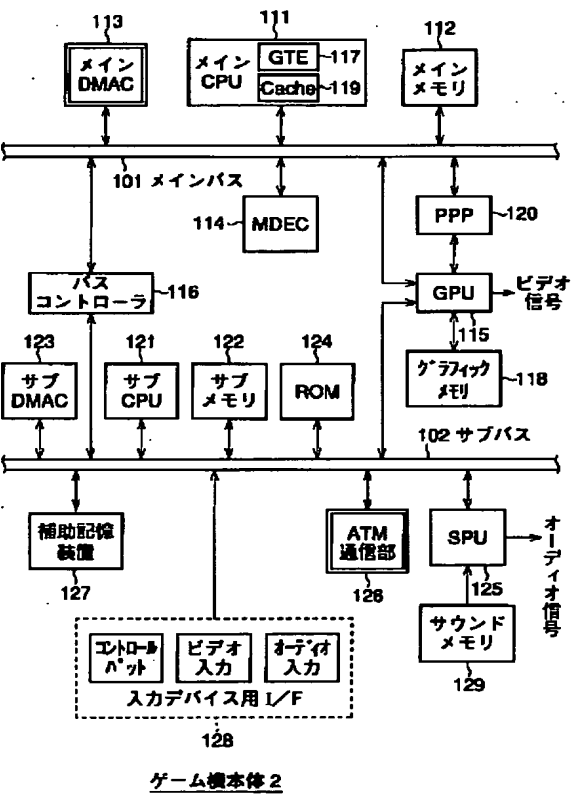 113
メイン
DMAC
111
メイン
CPU
GTE
117
Cache
119
112
メイン
メモリ
101 メインバス
114
MDEC
PPP
120
バス
コントローラ
116
GPU
115
ビデオ
信号
グラフィック
メモリ
118
123
サブ
DMAC
121
サブ
CPU
122
サブ
メモリ
124
ROM
102 サブバス
補助記憶
装置
127
ATM
通信部
126
SPU
125
オーディオ信号
サウンド
メモリ
129
コントロール
パット
ビデオ
入力
オーディオ
入力
入力デバイス用 I/F
128
ゲーム機本体 2